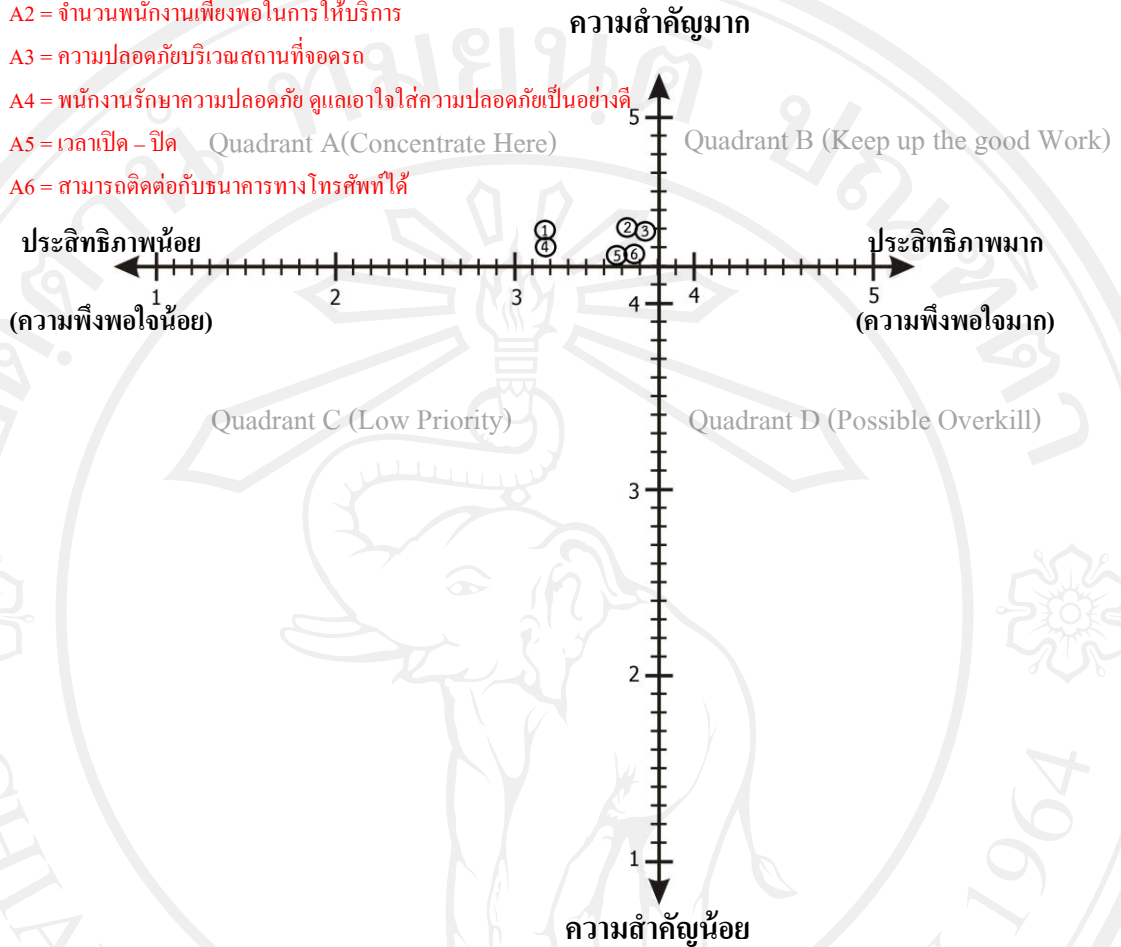 A2 = จำนวนพนักงานเพียงพอในการให้บริการ
ความสำคัญมาก
A3 = ความปลอดภัยบริเวณสถานที่จอดรถ
A4 = พนักงานรักษาความปลอดภัย ดูแลเอาใจใส่ความปลอดภัยเป็นอย่างดี
5
A5 = เวลาเปิด – ปิด
Quadrant A(Concentrate Here)
Quadrant B (Keep up the good Work)
A6 = สามารถติดต่อกับธนาคารทางโทรศัพท์ได้
1 2 3
4
5 6
ประสิทธิภาพน้อย
ประสิทธิภาพมาก
1 2 3 4 5
4
(ความพึงพอใจน้อย)
(ความพึงพอใจมาก)
Quadrant C (Low Priority)
Quadrant D (Possible Overkill)
3
2
1
ความสำคัญน้อย
1964